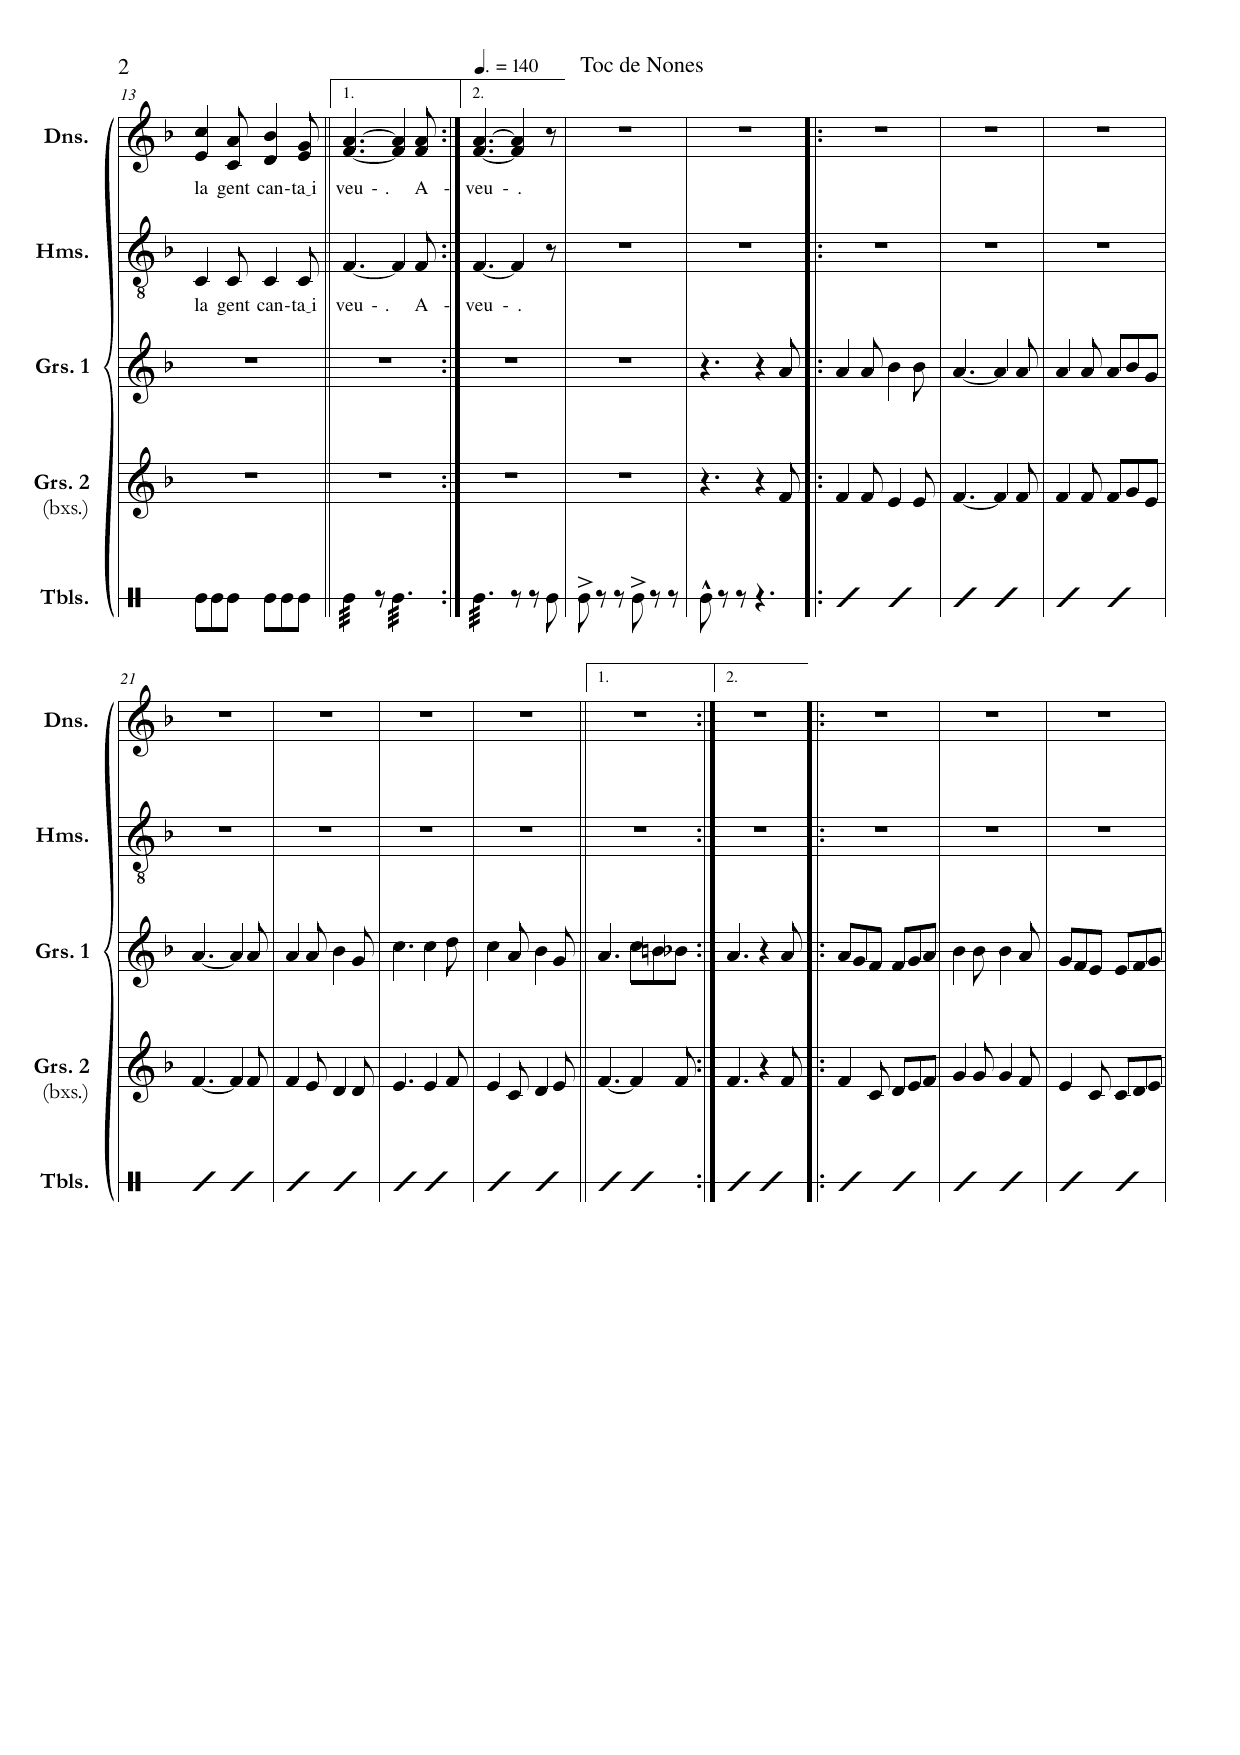 2
♩. = 140
Toc de Nones
13
1.
2.
Dns.
la gent can-ta‿i veu - . A - veu - .
Hms.
8
la gent can-ta‿i veu - . A - veu - .
Grs. 1
Grs. 2
(bxs.)
Tbls.
21
1.
2.
Dns.
Hms.
8
Grs. 1
Grs. 2
(bxs.)
Tbls.